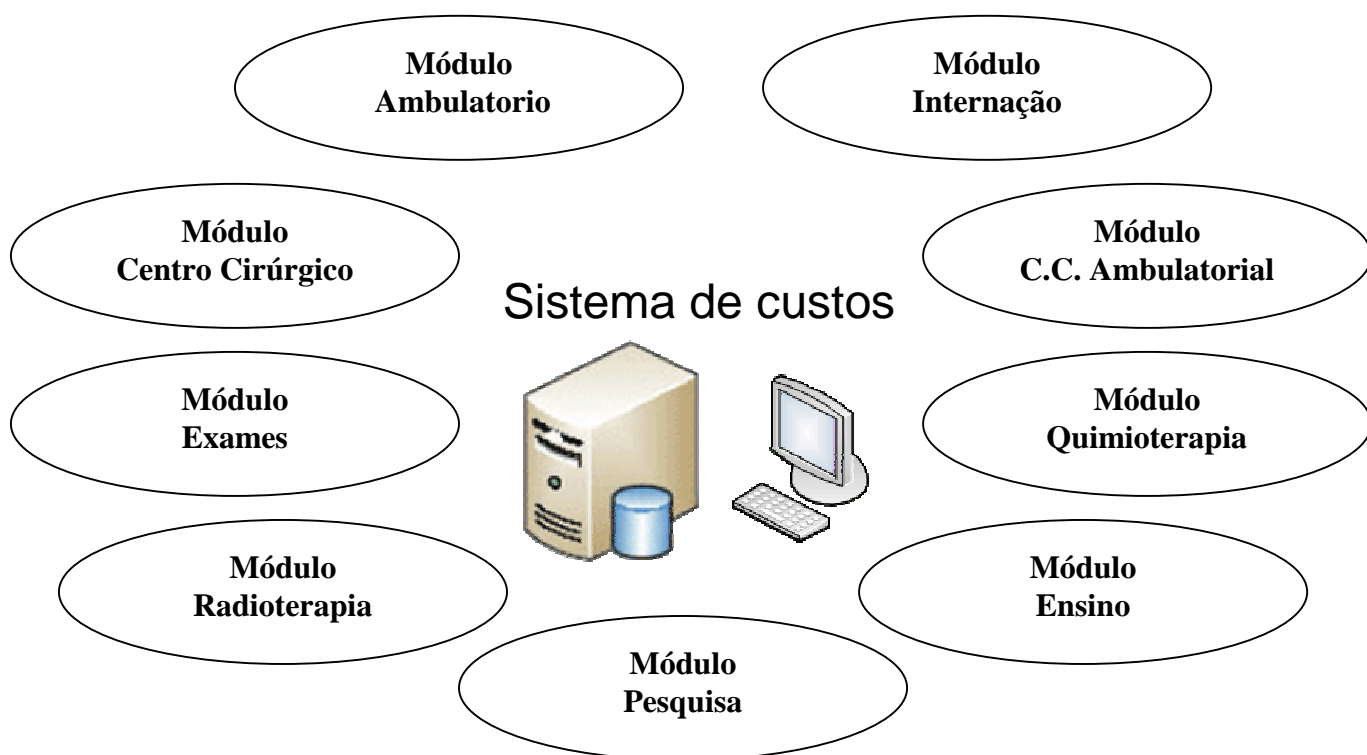 Módulo
Ambulatorio
Módulo
Internação
Módulo
Centro Cirúrgico
Módulo
C.C. Ambulatorial
Sistema de custos
Módulo
Exames
Módulo
Quimioterapia
Módulo
Radioterapia
Módulo
Ensino
Módulo
Pesquisa